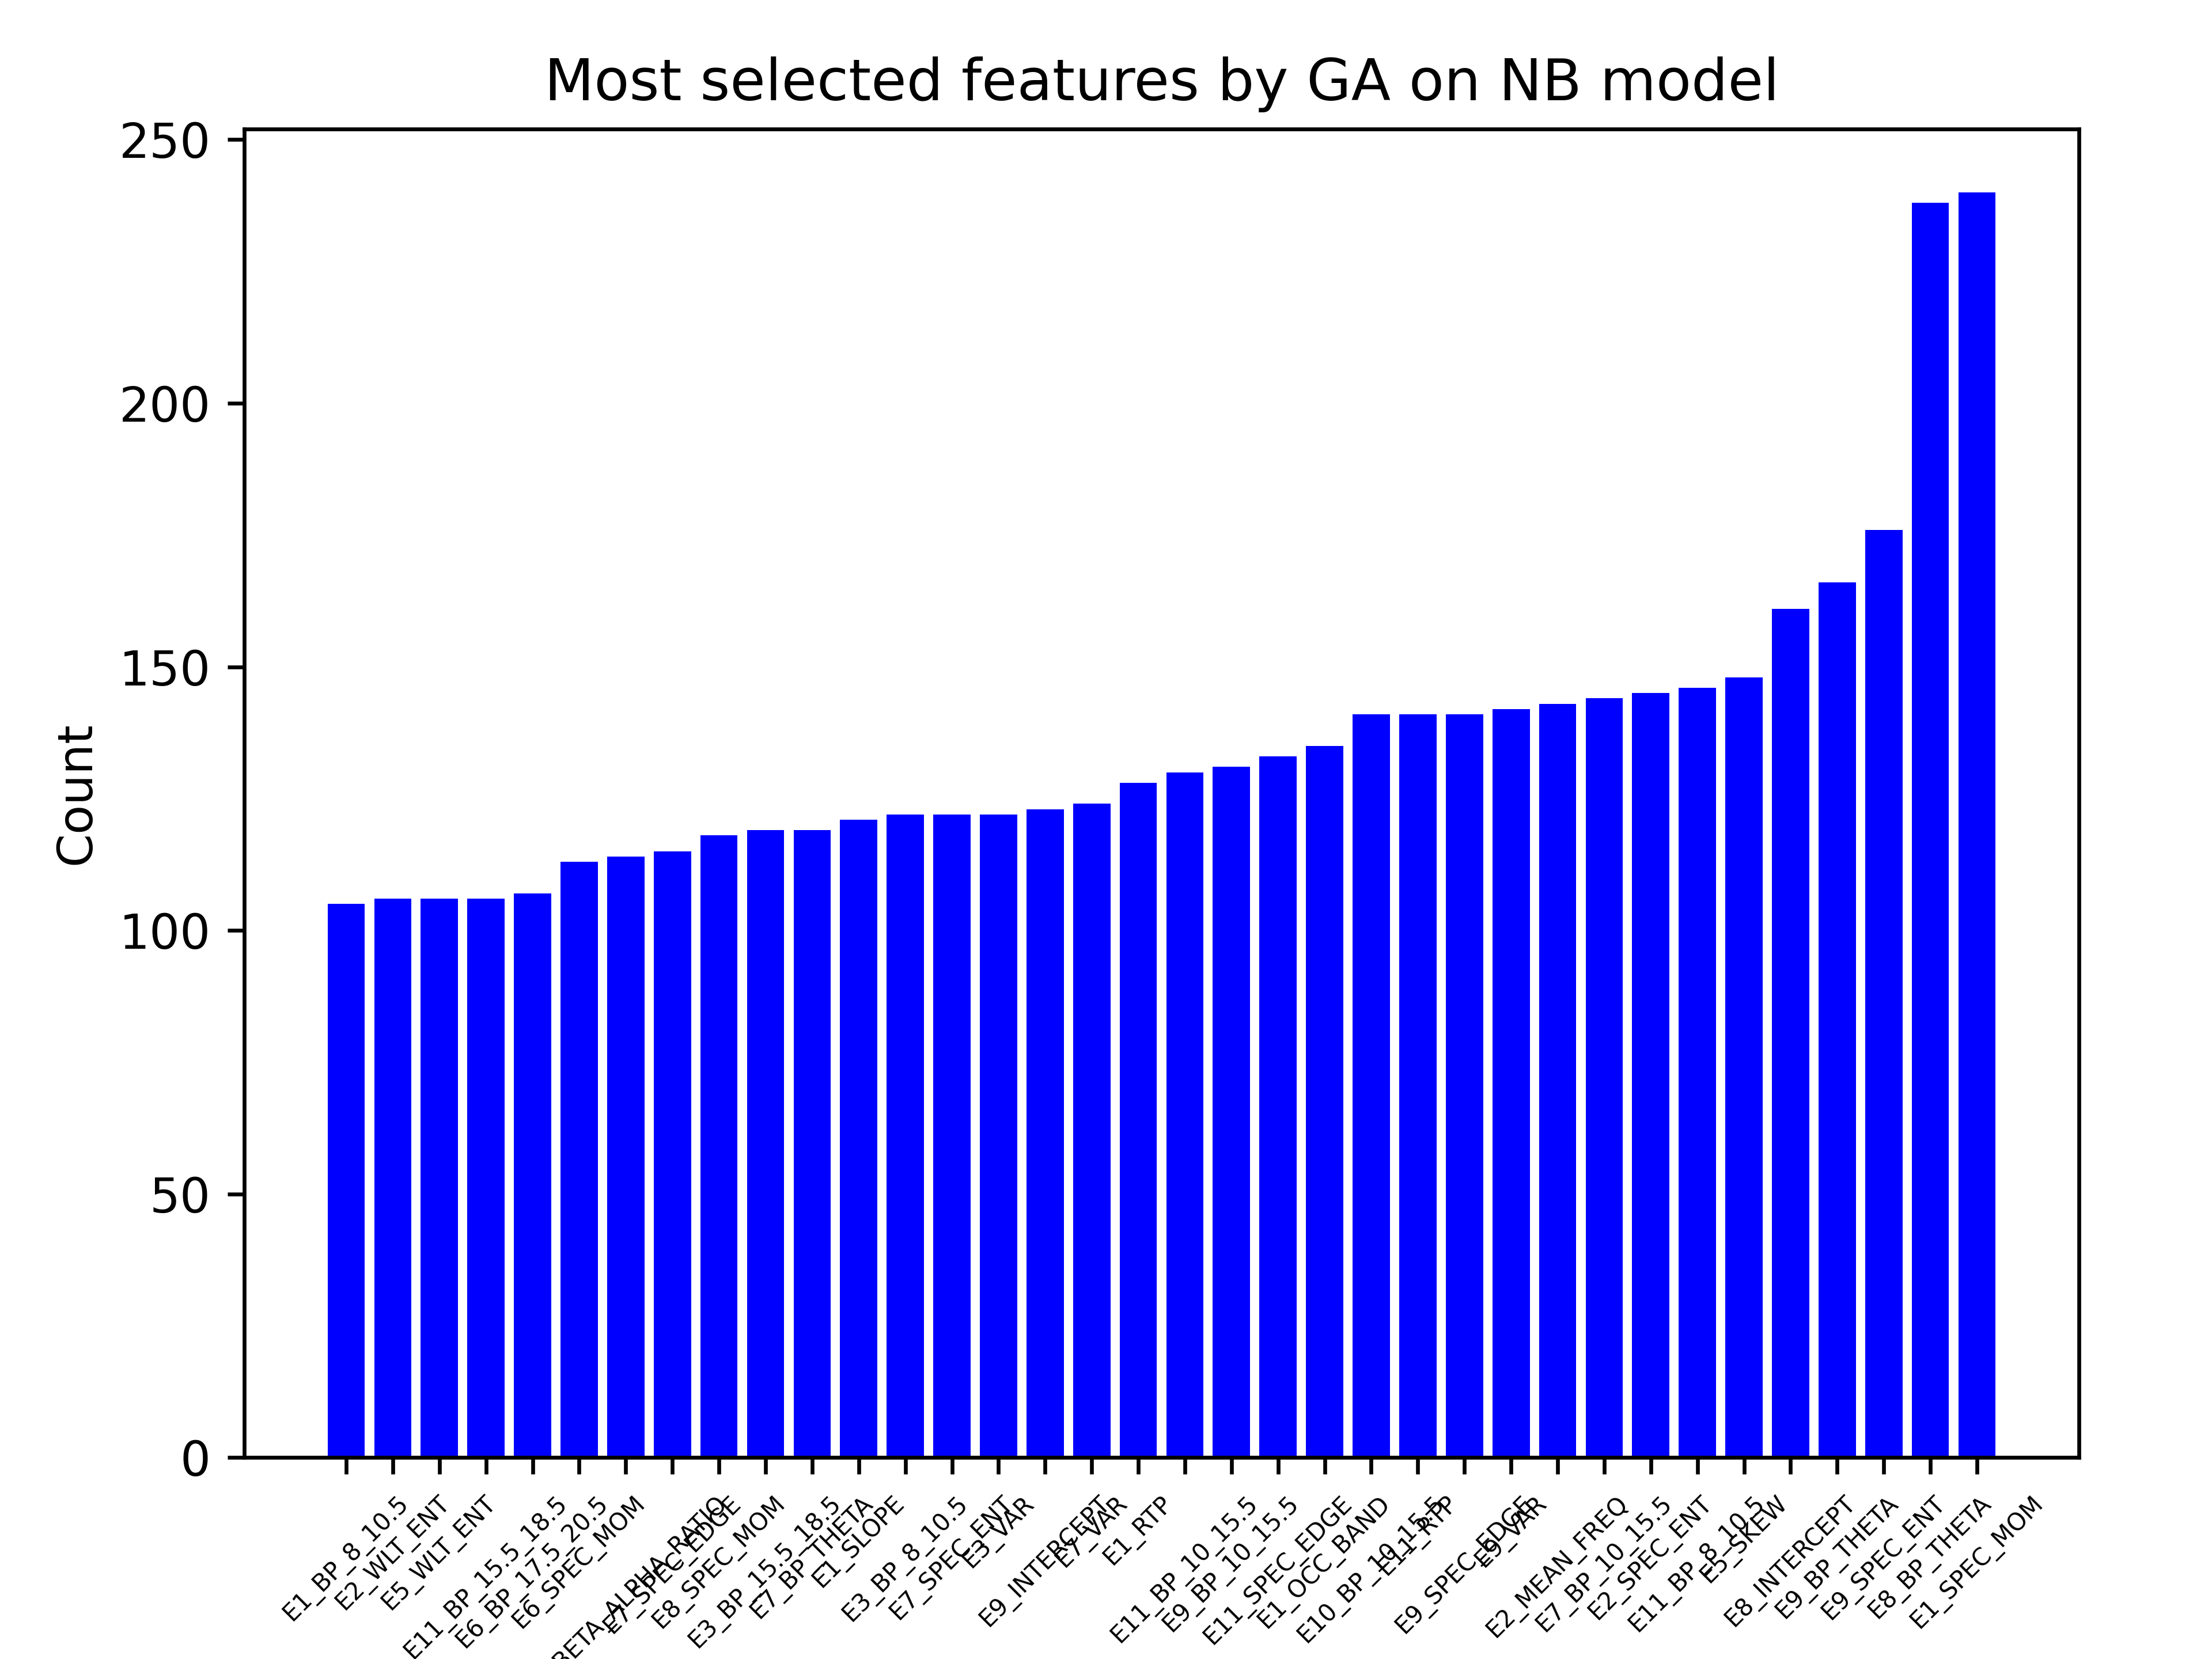 Most selected features by GA on NB model
250
200
150
100
50
0
Count
E1_BP_8_10.5
E2_WLT_ENT
E5_WLT_ENT
E11_BP_15.5_18.5
E6_BP_17.5_20.5
E6_SPEC_MOM
BETA_ALPHA_RATIO
E7_SPEC_EDGE
E8_SPEC_MOM
E3_BP_15.5_18.5
E7_BP_THETA
E1_SLOPE
E3_BP_8_10.5
E7_SPEC_ENT
E3_VAR
E9_INTERCEPT
E7_VAR
E1_RTP
E11_BP_10_15.5
E9_BP_10_15.5
E11_SPEC_EDGE
E1_OCC_BAND
E10_BP_10_15.5
E11_RTP
E9_SPEC_EDGE
E9_VAR
E2_MEAN_FREQ
E7_BP_10_15.5
E2_SPEC_ENT
E11_BP_8_10.5
E5_SKEW
E8_INTERCEPT
E9_BP_THETA
E9_SPEC_ENT
E8_BP_THETA
E1_SPEC_MOM